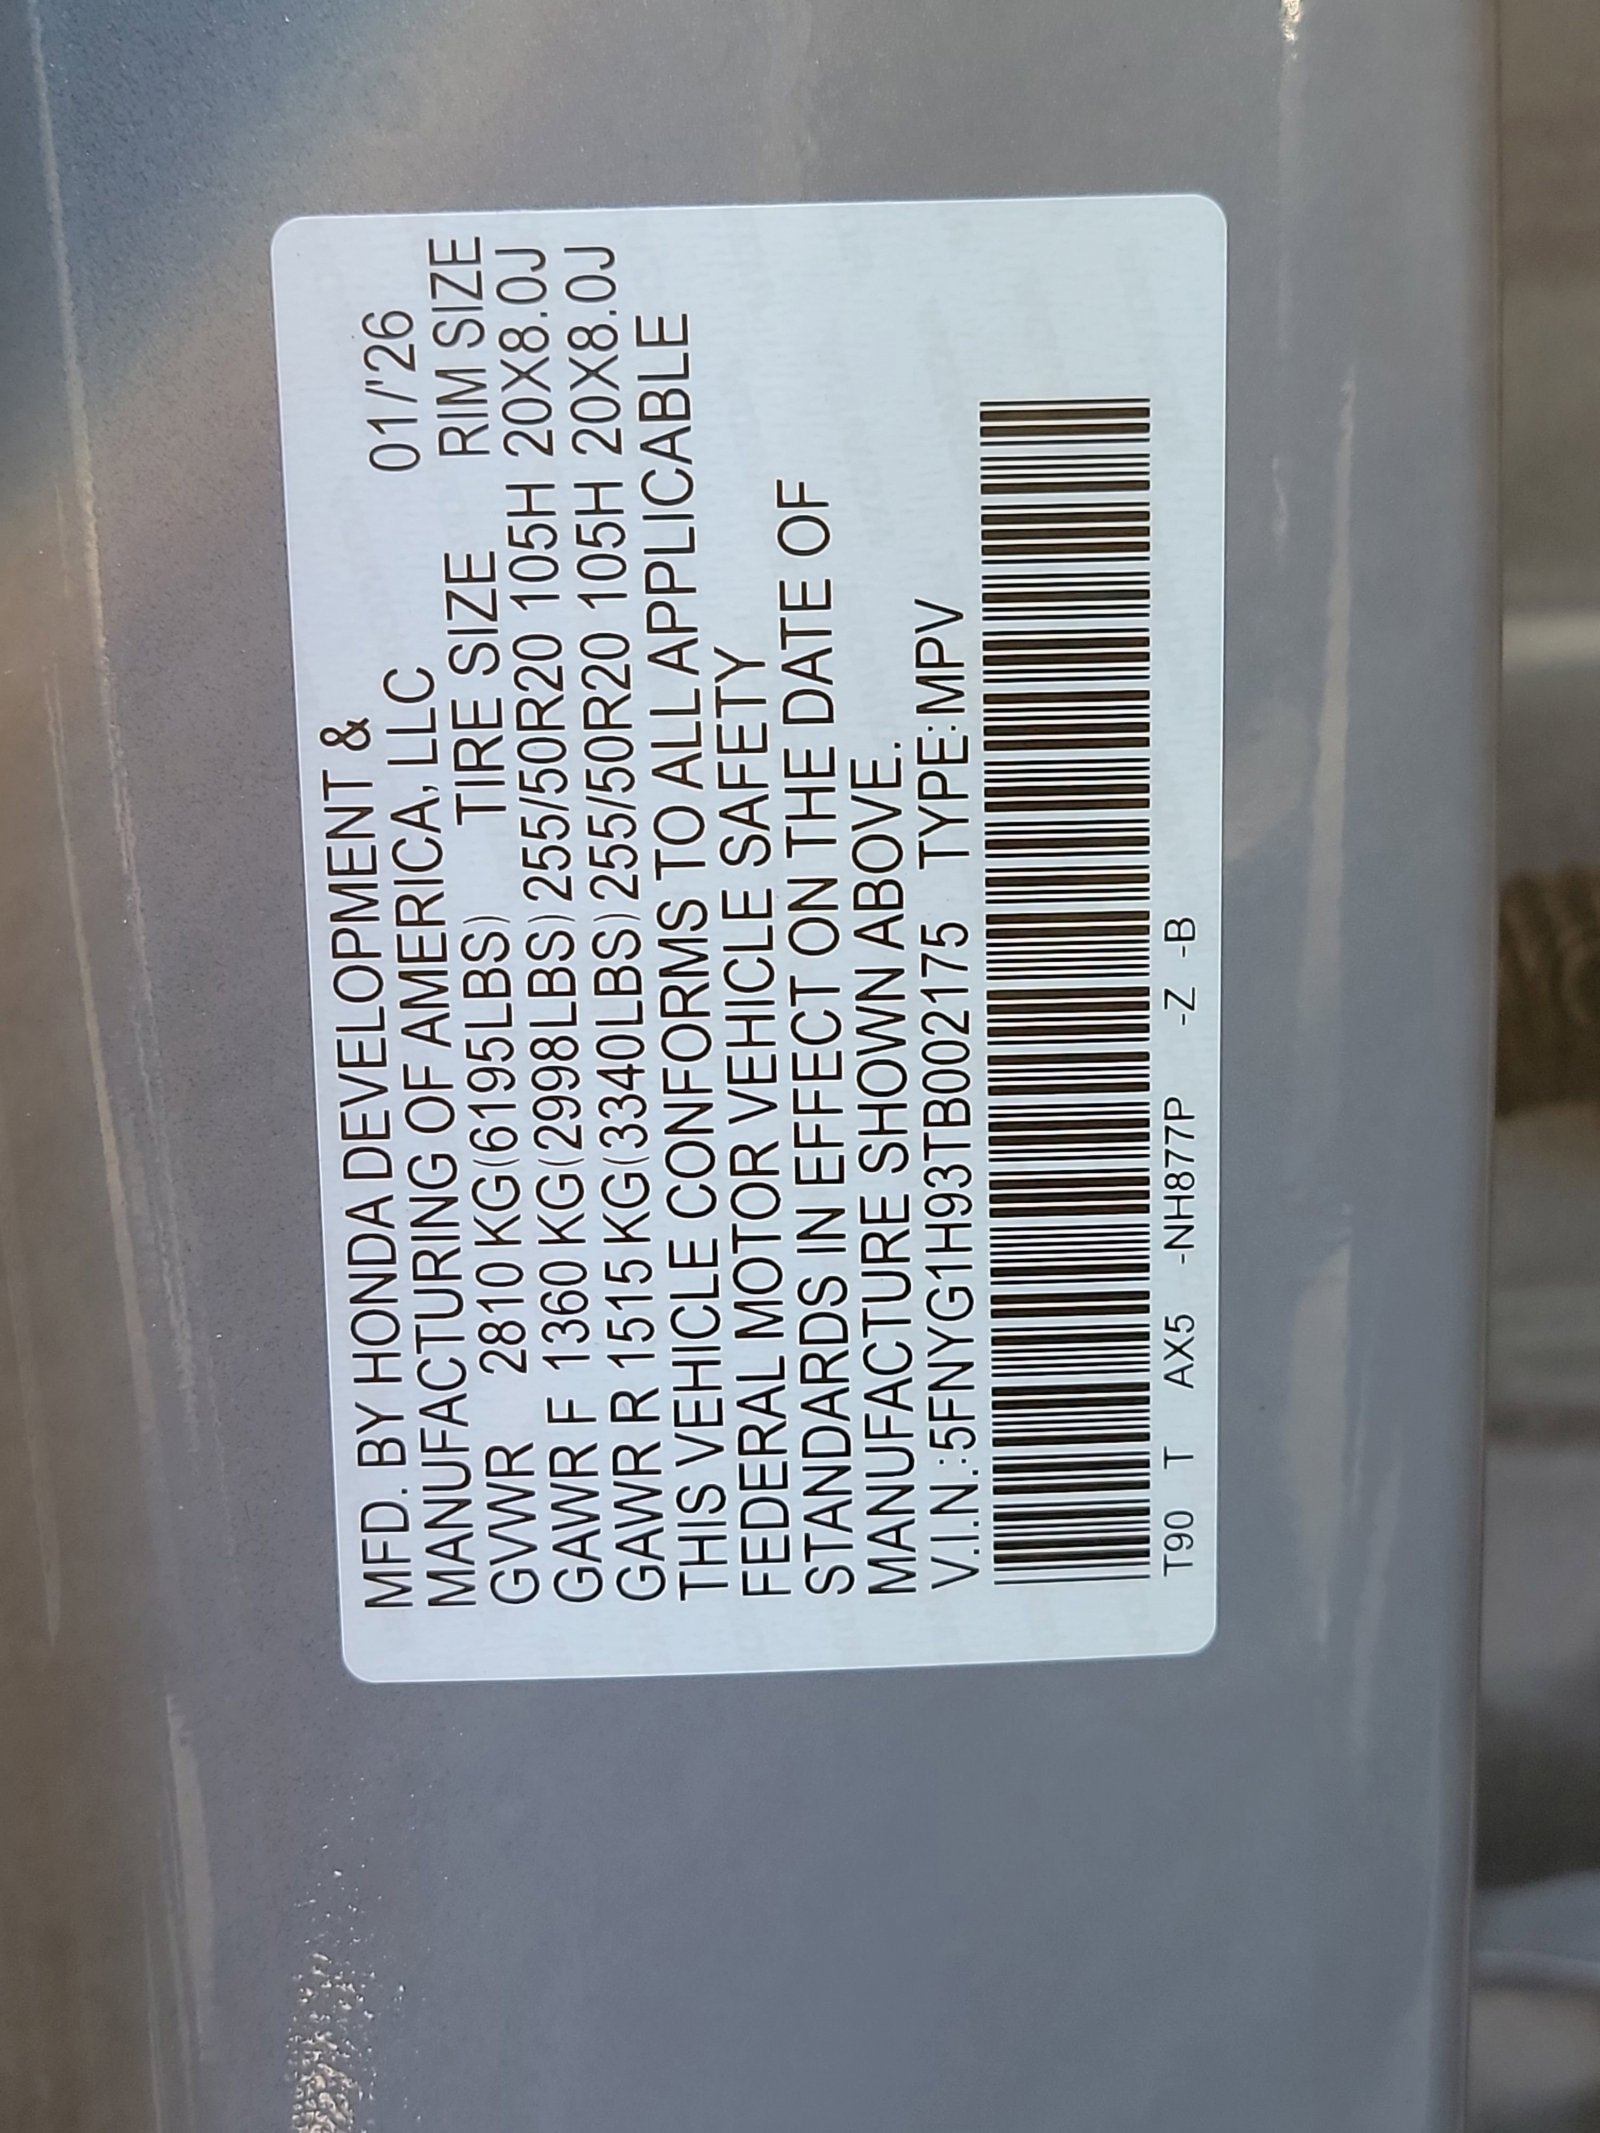 MFD. BY HONDA DEVELOPMENT &
MANUFACTURING OF AMERICA, LLC 01/'26
GVWR 2810 KG(6195LBS) TIRE SIZE RIM SIZE
GAWR F 1360 KG(2998LBS) 255/50R20 105H 20X8.0J
GAWR R 1515 KG(3340LBS) 255/50R20 105H 20X8.0J
THIS VEHICLE CONFORMS TO ALL APPLICABLE
FEDERAL MOTOR VEHICLE SAFETY
STANDARDS IN EFFECT ON THE DATE OF
MANUFACTURE SHOWN ABOVE.
V.I.N.:5FNYG1H93TB002175 TYPE:MPV
T90 T AX5 -NH877P -Z -B